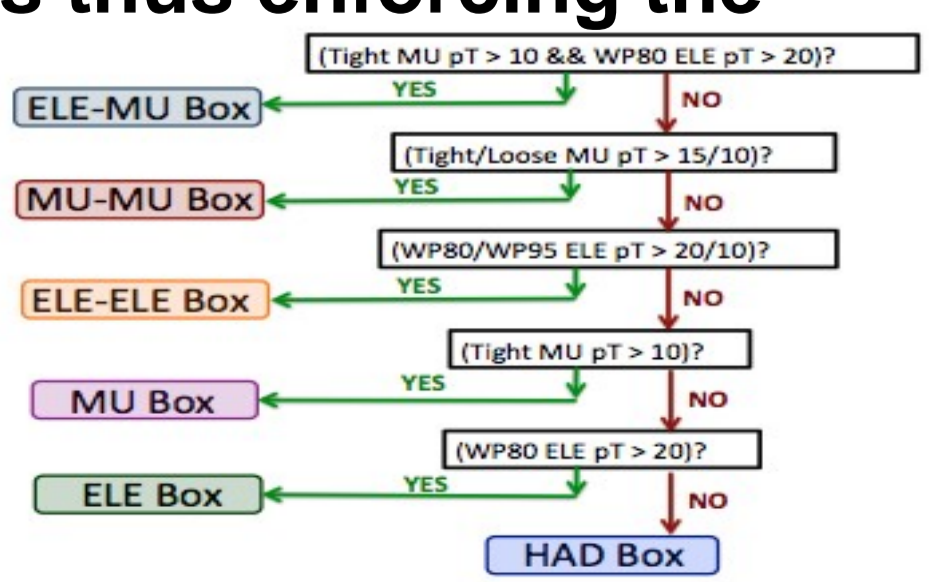 s thus enforcing the
(Tight MU pT > 10 && WP80 ELE pT > 20)?
YES
NO
ELE-MU Box
(Tight/Loose MU pT > 15/10)?
YES
NO
MU-MU Box
(WP80/WP95 ELE pT > 20/10)?
YES
NO
ELE-ELE Box
(Tight MU pT > 10)?
YES
NO
MU Box
(WP80 ELE pT > 20)?
YES
NO
ELE Box
HAD Box